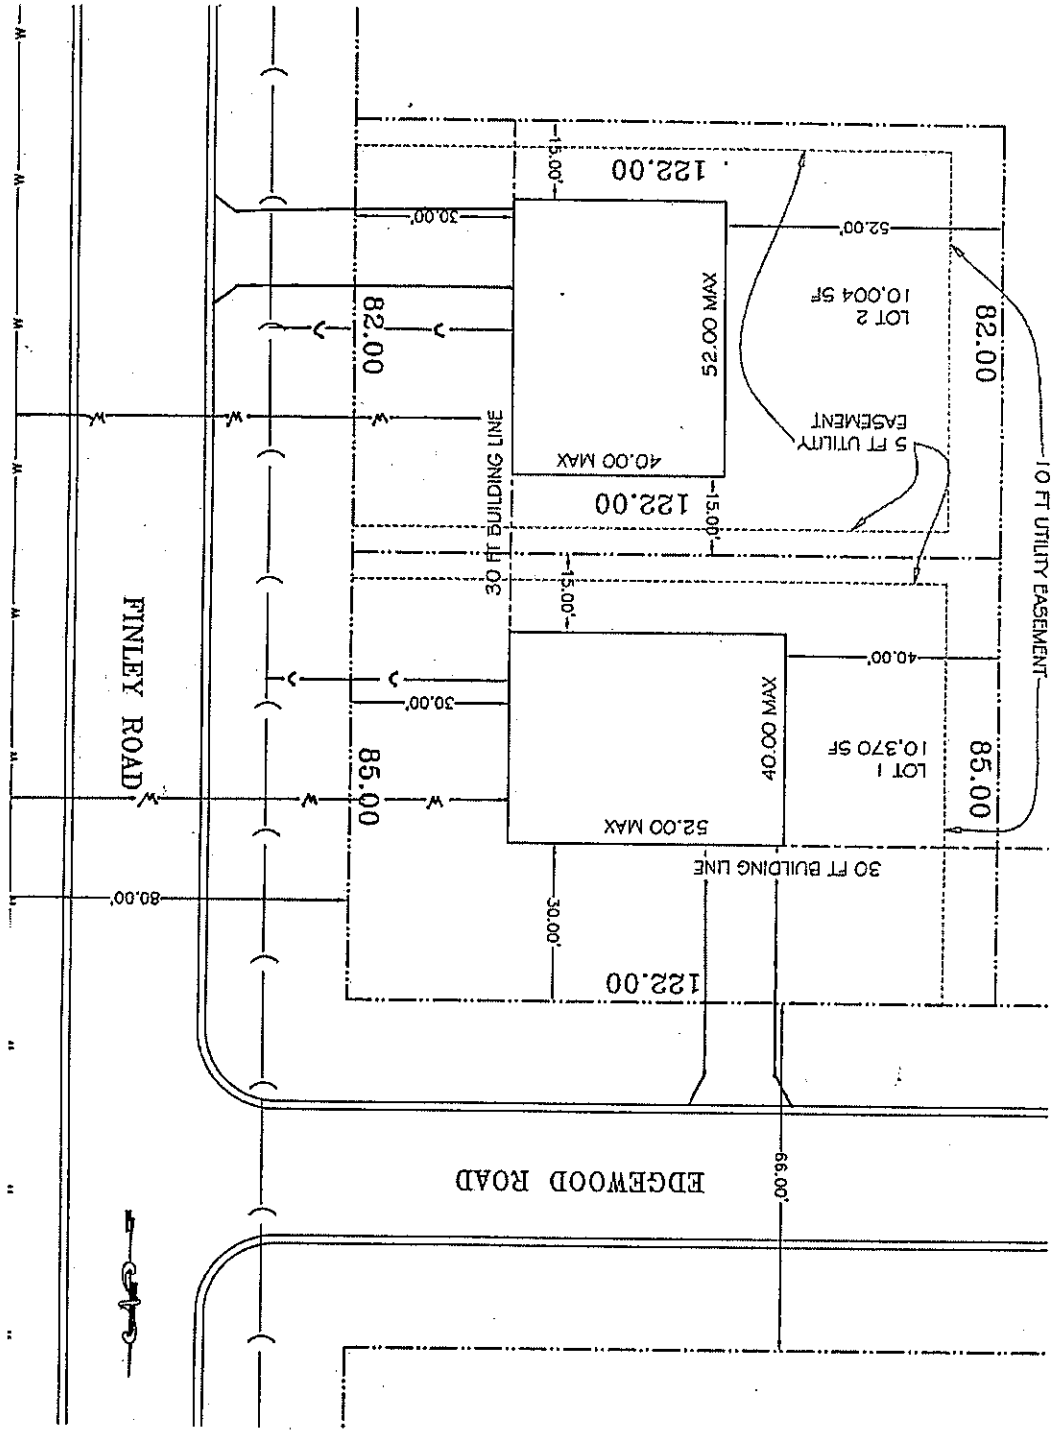 15.00'
122.00
30.00'
52.00'
LOT 2
10,004 SF
82.00
82.00
52.00 MAX
5 FT UTILITY
EASEMENT
10 FT UTILITY EASEMENT
W
W
W
30 FT BUILDING LINE
40.00 MAX
122.00
15.00'
15.00'
FINLEY ROAD
30.00'
40.00'
40.00 MAX
LOT 1
10,370 SF
85.00
85.00
W
W
W
52.00 MAX
30 FT BUILDING LINE
80.00'
30.00'
122.00
EDGEWOOD ROAD
66.00'
W
W
W
W
W
W